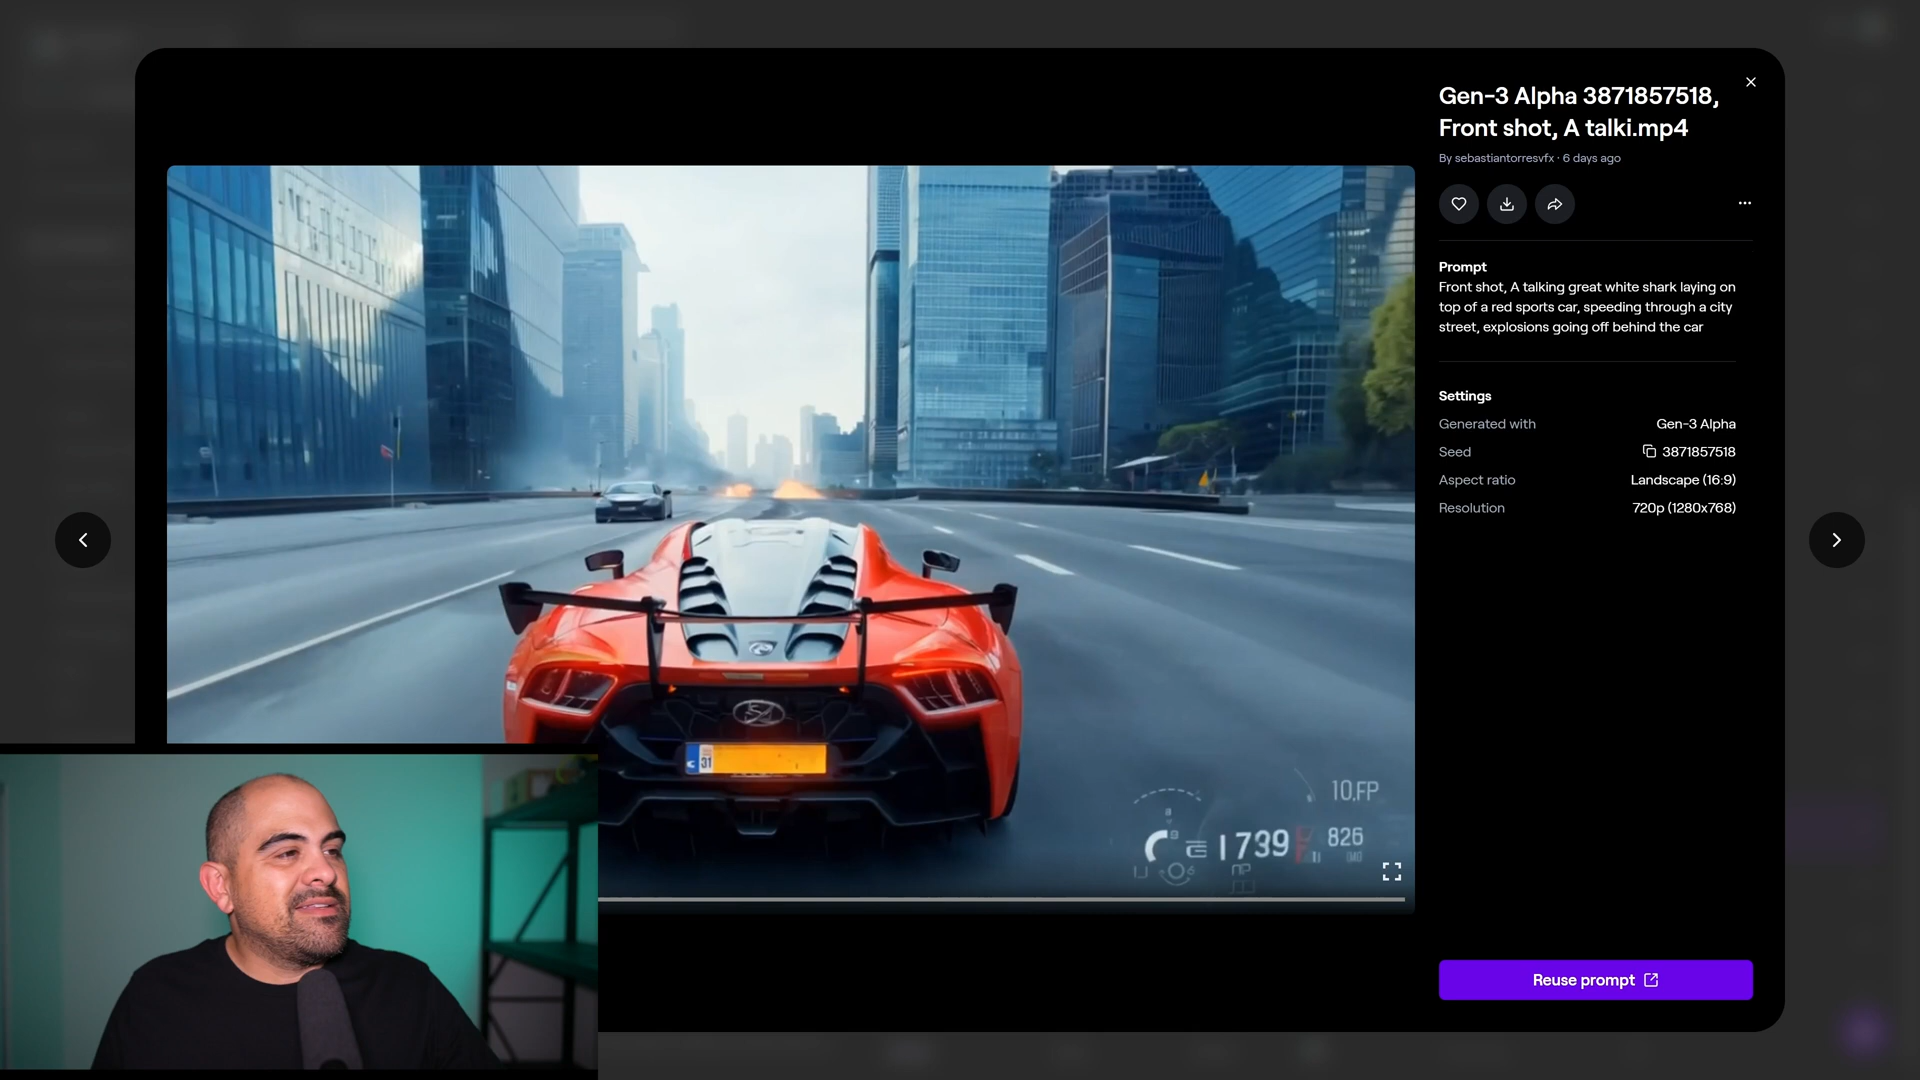 Gen-3 Alpha 3871857518,
Front shot, A talki.mp4
By sebastiantorresvfx · 6 days ago
Prompt
Front shot, A talking great white shark laying on
top of a red sports car, speeding through a city
street, explosions going off behind the car
Settings
Generated with Gen-3 Alpha
Seed 3871857518
Aspect ratio Landscape (16:9)
Resolution 720p (1280x768)
31
10.FP
1739
826
Reuse prompt